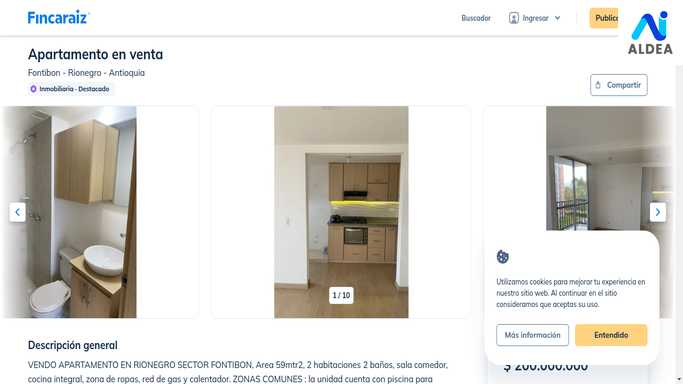 Fincaraiz
Buscador
Ingresar
Public
ALDEA
Apartamento en venta
Fontibon - Rionegro - Antioquia
Inmobiliaria - Destacado
Compartir
1 / 10
Utilizamos cookies para mejorar tu experiencia en
nuestro sitio web. Al continuar en el sitio
consideramos que aceptas su uso.
Más información
Entendido
Descripción general
$ 200.000.000
VENDO APARTAMENTO EN RIONEGRO SECTOR FONTIBON, Area 59mtr2, 2 habitaciones 2 baños, sala comedor,
cocina integral, zona de ropas, red de gas y calentador. ZONAS COMUNES : la unidad cuenta con piscina para